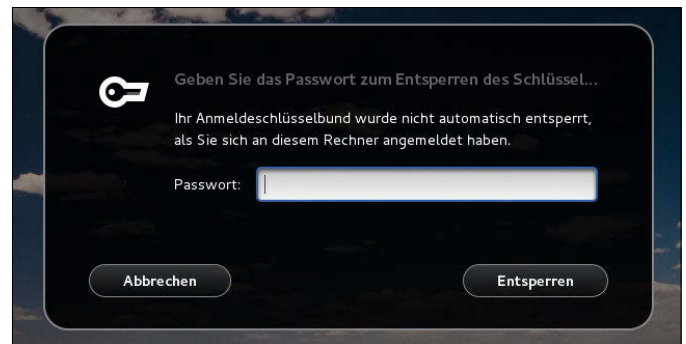 Geben Sie das Passwort zum Entsperren des Schlüssel...
Ihr Anmeldeschlüsselbund wurde nicht automatisch entsperrt,
als Sie sich an diesem Rechner angemeldet haben.
Passwort:
Abbrechen
Entsperren